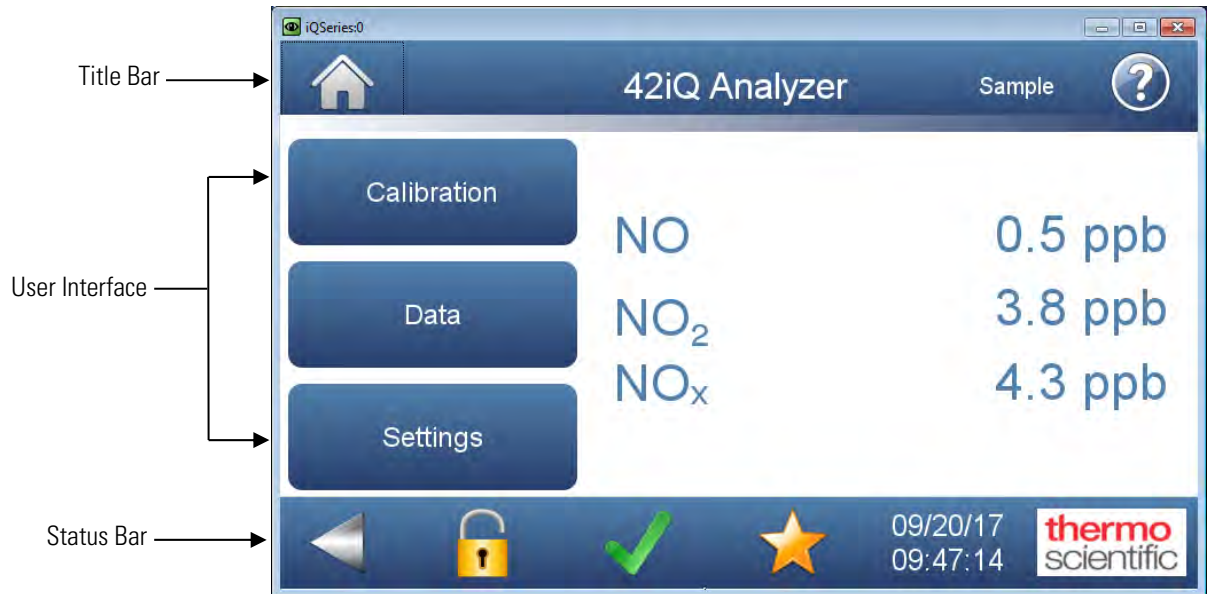 iQSeries:0
Title Bar
42iQ Analyzer
Sample
?
User Interface
Calibration
Data
Settings
NO 0.5 ppb
NO₂ 3.8 ppb
NOₓ 4.3 ppb
Status Bar
09/20/17
09:47:14
thermo
scientific